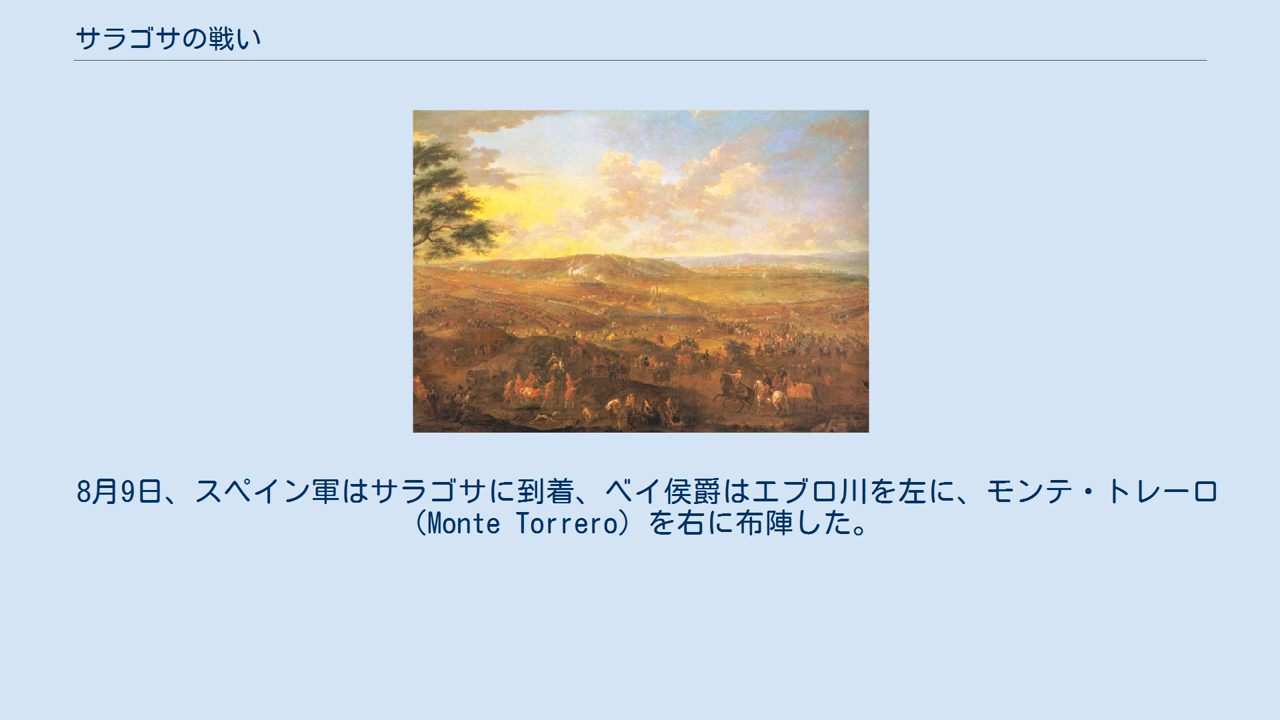 サラゴサの戦い
8月9日、スペイン軍はサラゴサに到着、ベイ侯爵はエブロ川を左に、モンテ・トレーロ
（Monte Torrero）を右に布陣した。